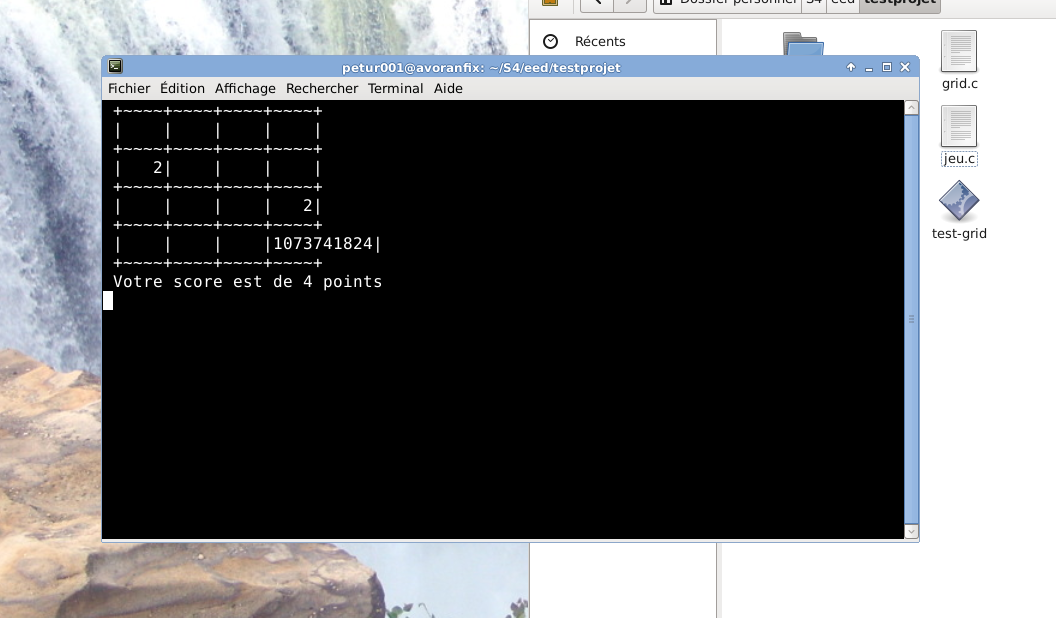 Dossier personnel S4 eed testprojet
Récents
grid.c
jeu.c
test-grid
petur001@avoranfix: ~/S4/eed/testprojet
Fichier Édition Affichage Rechercher Terminal Aide
+~~~~+~~~~+~~~~+~~~~+
|    |    |    |    |
+~~~~+~~~~+~~~~+~~~~+
|   2|    |    |    |
+~~~~+~~~~+~~~~+~~~~+
|    |    |    |   2|
+~~~~+~~~~+~~~~+~~~~+
|    |    |    |1073741824|
+~~~~+~~~~+~~~~+~~~~+
Votre score est de 4 points